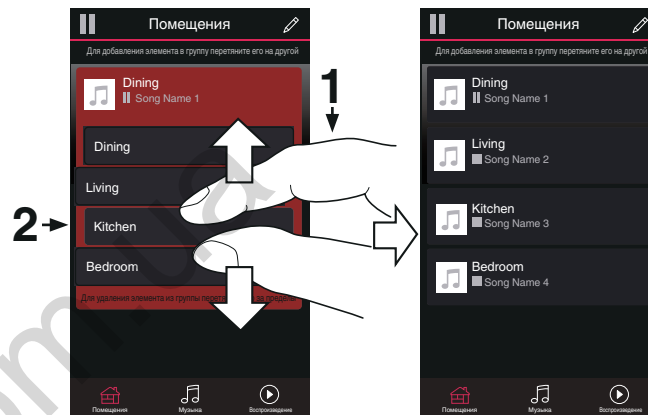 Помещения
Для добавления элемента в группу перетяните его на другой
Dining
Song Name 1
Dining
Living
Kitchen
Bedroom
Для удаления элемента из группы за пределы
Помещения
Музыка
Воспроизведение
1
2
Помещения
Для добавления элемента в группу перетяните его на другой
Dining
Song Name 1
Living
Song Name 2
Kitchen
Song Name 3
Bedroom
Song Name 4
Помещения
Музыка
Воспроизведение